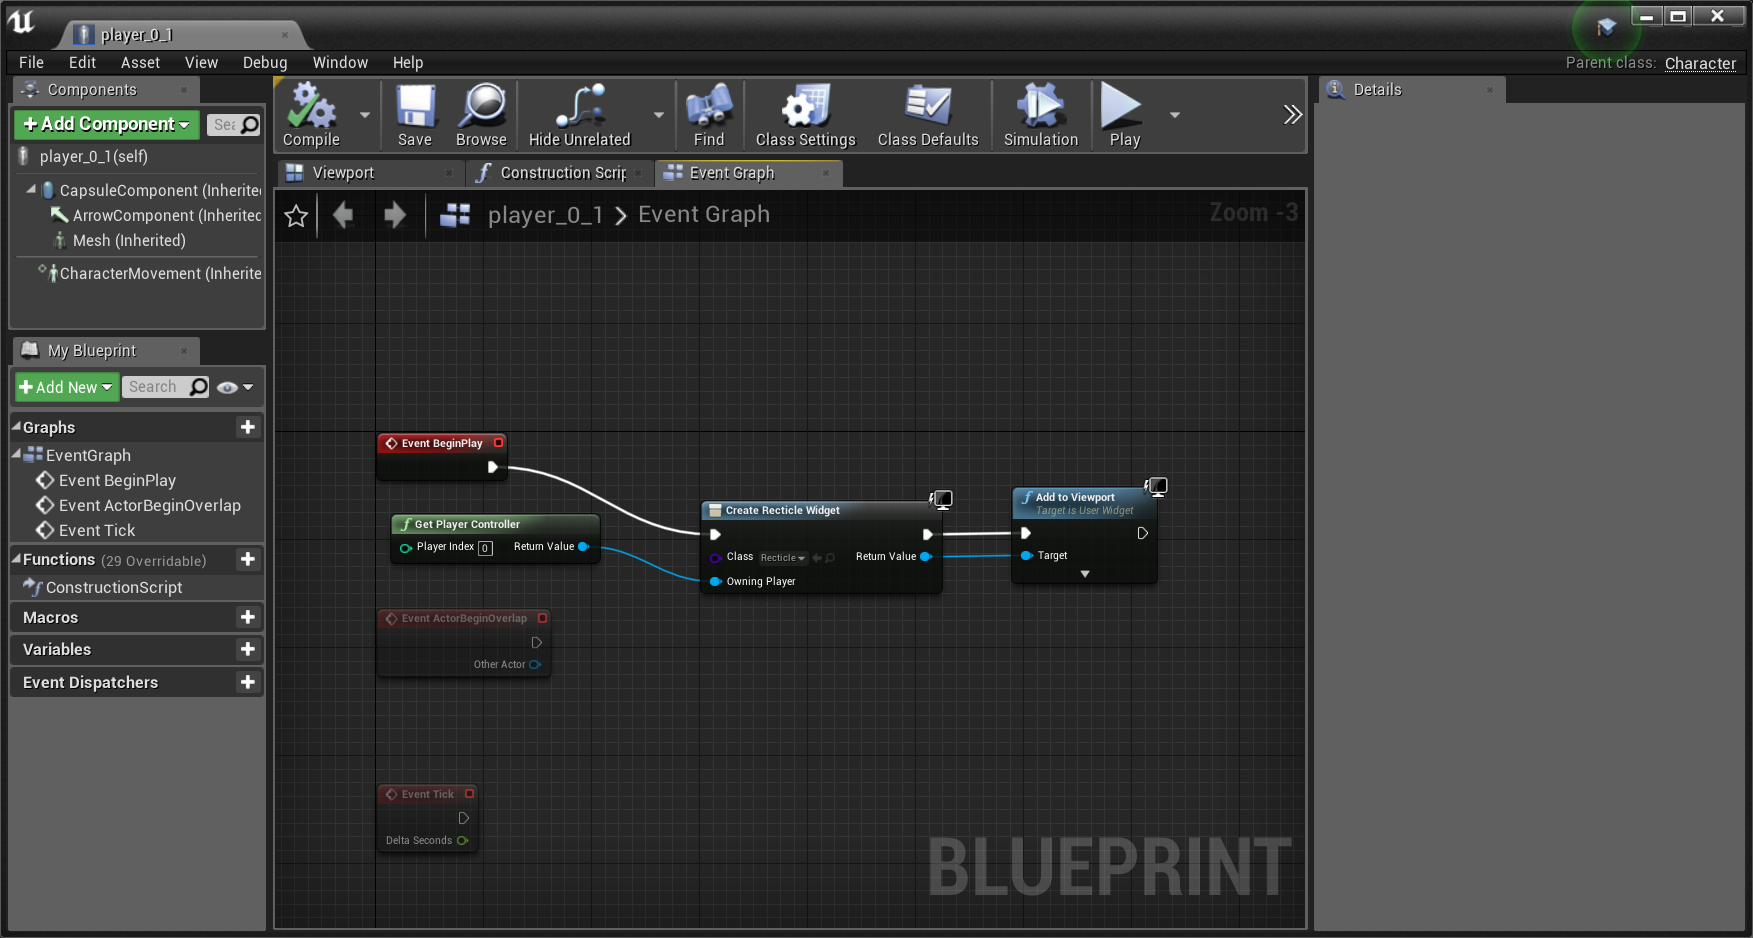 player_0_1
File Edit Asset View Debug Window Help
Parent class: Character
Components
+ Add Component
Sea
player_0_1(self)
CapsuleComponent (Inherite
ArrowComponent (Inherited
Mesh (Inherited)
CharacterMovement (Inherite
My Blueprint
Add New
Search
Graphs
EventGraph
Event BeginPlay
Event ActorBeginOverlap
Event Tick
Functions (29 Overridable)
ConstructionScript
Macros
Variables
Event Dispatchers
Compile
Save
Browse
Hide Unrelated
Find
Class Settings
Class Defaults
Simulation
Play
Viewport
Construction Scrip
Event Graph
player_0_1 > Event Graph
Zoom -3
Event BeginPlay
Get Player Controller
Player Index 0
Return Value
Create Recticle Widget
Class Recticle
Return Value
Owning Player
Add to Viewport
Target is User Widget
Target
Event ActorBeginOverlap
Other Actor
Event Tick
Delta Seconds
BLUEPRINT
Details